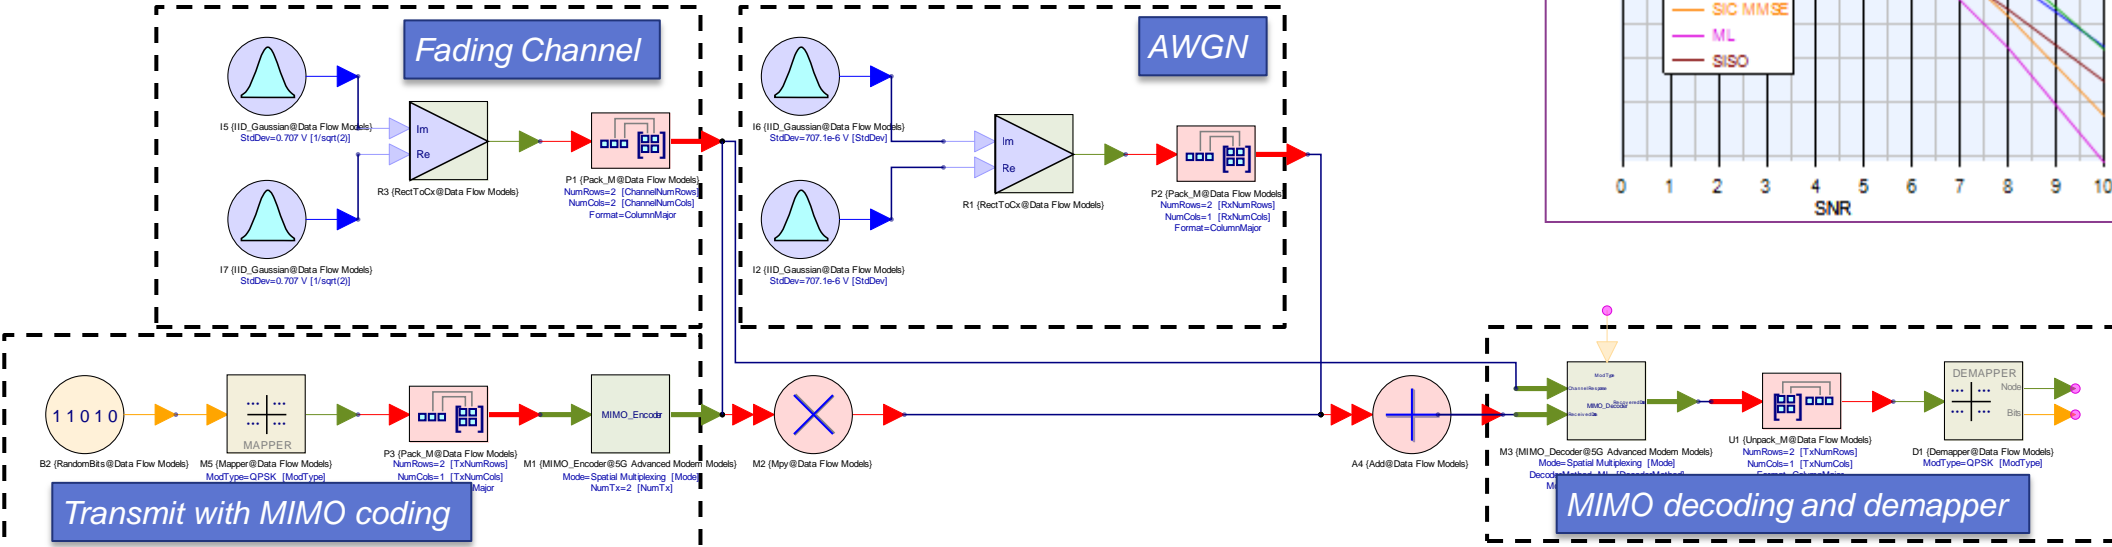 Fading Channel
I5 {IID_Gaussian@Data Flow Models}
StdDev=0.707 V [1/sqrt(2)]
Im
Re
R3 {RectToCx@Data Flow Models}
P1 {Pack_M@Data Flow Models}
NumRows=2 [ChannelNumRows]
NumCols=2 [ChannelNumCols]
Format=ColumnMajor
I7 {IID_Gaussian@Data Flow Models}
StdDev=0.707 V [1/sqrt(2)]
AWGN
I6 {IID_Gaussian@Data Flow Models}
StdDev=707.1e-6 V [StdDev]
Im
Re
R1 {RectToCx@Data Flow Models}
P2 {Pack_M@Data Flow Models}
NumRows=2 [RxNumRows]
NumCols=1 [RxNumCols]
Format=ColumnMajor
I2 {IID_Gaussian@Data Flow Models}
StdDev=707.1e-6 V [StdDev]
SIC MMSE
ML
SISO
0 1 2 3 4 5 6 7 8 9 10
SNR
11010
B2 {RandomBits@Data Flow Models}
MAPPER
M5 {Mapper@Data Flow Models}
ModType=QPSK [ModType]
P3 {Pack_M@Data Flow Models}
NumRows=2 [TxNumRows]
NumCols=1 [TxNumCols]
Major
MIMO_Encoder
M1 {MIMO_Encoder@5G Advanced Modem Models}
Mode=Spatial Multiplexing [Mode]
NumTx=2 [NumTx]
Transmit with MIMO coding
M2 {Mpy@Data Flow Models}
A4 {Add@Data Flow Models}
ModType
MIMO_Decoder
M3 {MIMO_Decoder@5G Advanced Modem Models}
Mode=Spatial Multiplexing [Mode]
U1 {Unpack_M@Data Flow Models}
NumRows=2 [TxNumRows]
NumCols=1 [TxNumCols]
DEMAPPER
Node
Bits
D1 {Demapper@Data Flow Models}
ModType=QPSK [ModType]
MIMO decoding and demapper